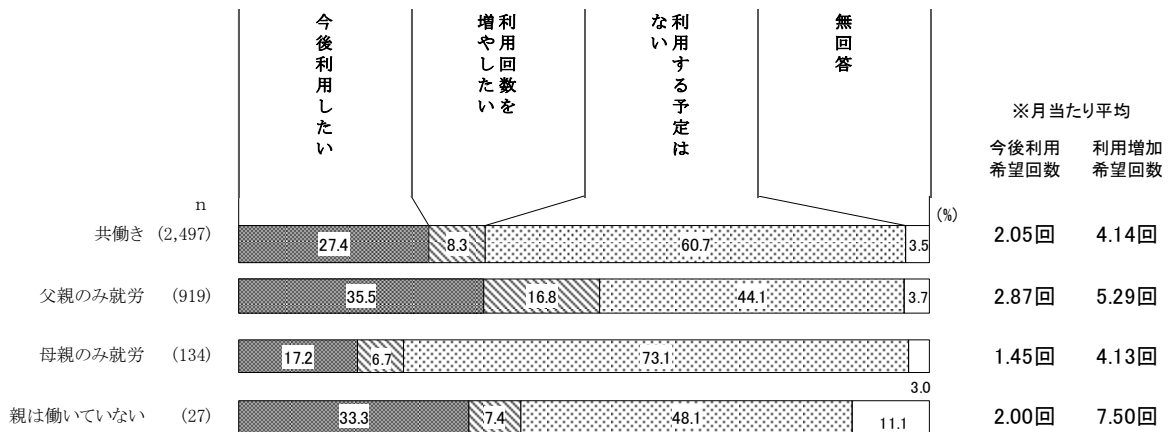 今後利用したい
利用回数を
増やしたい
利用する予定は
ない
無回答
※月当たり平均
今後利用 利用増加
希望回数 希望回数
n
(%)
共働き (2,497) 27.4 8.3 60.7 3.5 2.05回 4.14回
父親のみ就労 (919) 35.5 16.8 44.1 3.7 2.87回 5.29回
母親のみ就労 (134) 17.2 6.7 73.1 3.0 1.45回 4.13回
親は働いていない (27) 33.3 7.4 48.1 11.1 2.00回 7.50回